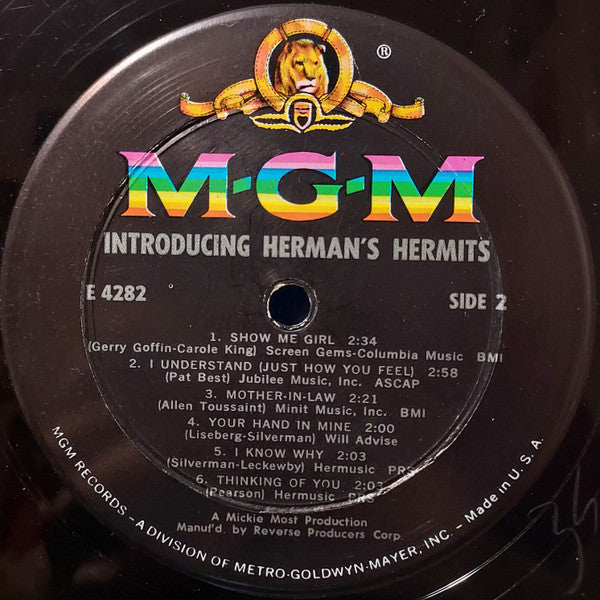 ®
M-G-M
INTRODUCING HERMAN'S HERMITS
E 4282 SIDE 2
1. SHOW ME GIRL 2:34
(Gerry Goffin-Carole King) Screen Gems-Columbia Music BMI
2. I UNDERSTAND (JUST HOW YOU FEEL) 2:58
(Pat Best) Jubilee Music, Inc. ASCAP
3. MOTHER-IN-LAW 2:21
(Allen Toussaint) Minit Music, Inc. BMI
4. YOUR HAND IN MINE 2:00
(Liseberg-Silverman) Will Advise
5. I KNOW WHY 2:03
(Silverman-Leckewby) Hermusic PRS
6. THINKING OF YOU 2:03
(Pearson) Hermusic PRS
A Mickie Most Production
Manuf'd. by Reverse Producers Corp.
MGM RECORDS - A DIVISION OF METRO-GOLDWYN-MAYER, INC. - Made in U.S.A.